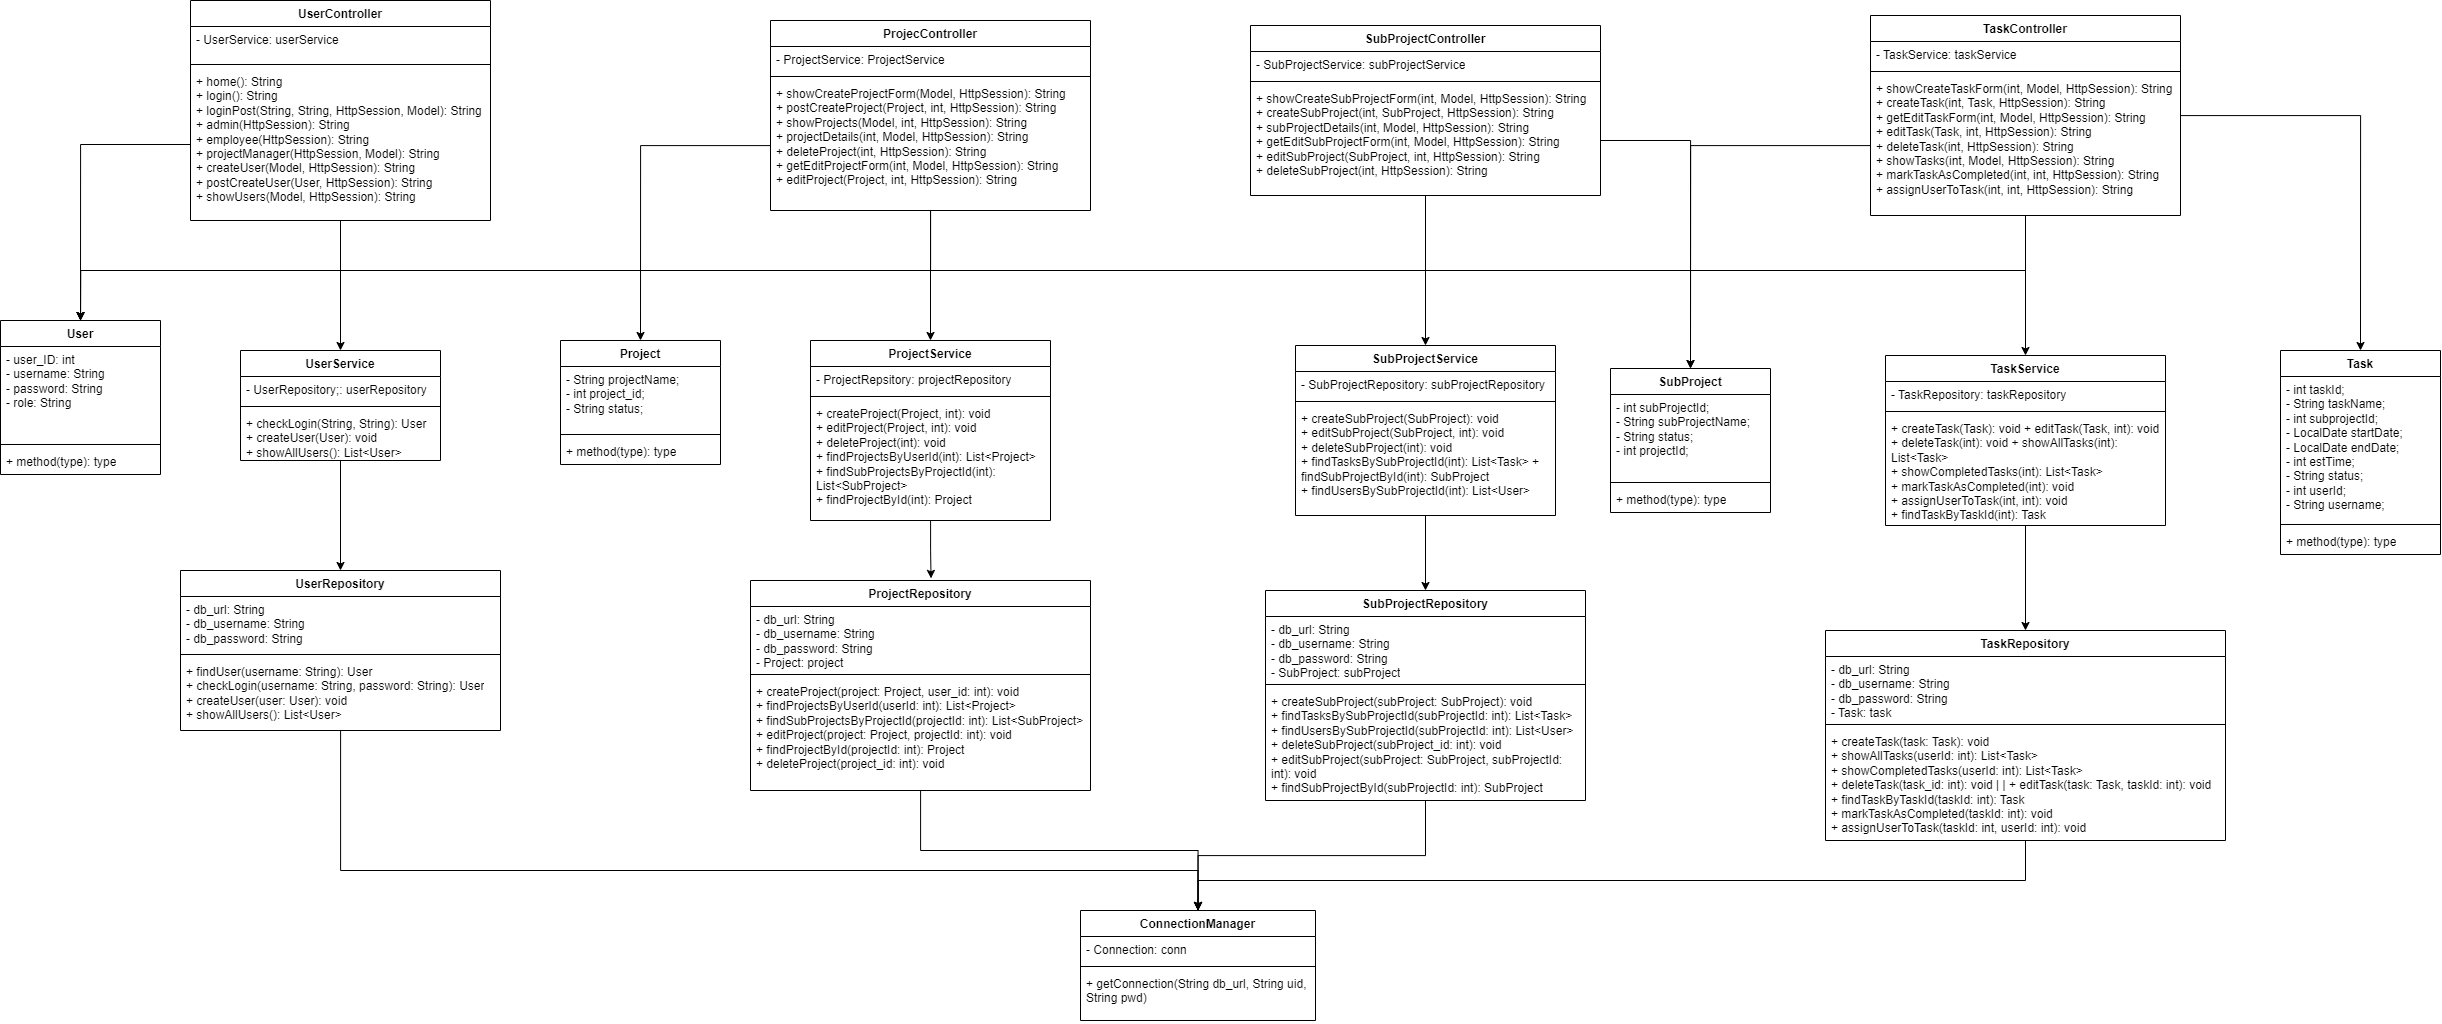 UserController
- UserService: userService
+ home(): String
+ login(): String
+ loginPost(String, String, HttpSession, Model): String
+ admin(HttpSession): String
+ employee(HttpSession): String
+ projectManager(HttpSession, Model): String
+ createUser(Model, HttpSession): String
+ postCreateUser(User, HttpSession): String
+ showUsers(Model, HttpSession): String
ProjecController
- ProjectService: ProjectService
+ showCreateProjectForm(Model, HttpSession): String
+ postCreateProject(Project, int, HttpSession): String
+ showProjects(Model, int, HttpSession): String
+ projectDetails(int, Model, HttpSession): String
+ deleteProject(int, HttpSession): String
+ getEditProjectForm(int, Model, HttpSession): String
+ editProject(Project, int, HttpSession): String
SubProjectController
- SubProjectService: subProjectService
+ showCreateSubProjectForm(int, Model, HttpSession): String
+ createSubProject(int, SubProject, HttpSession): String
+ subProjectDetails(int, Model, HttpSession): String
+ getEditSubProjectForm(int, Model, HttpSession): String
+ editSubProject(SubProject, int, HttpSession): String
+ deleteSubProject(int, HttpSession): String
TaskController
- TaskService: taskService
+ showCreateTaskForm(int, Model, HttpSession): String
+ createTask(int, Task, HttpSession): String
+ getEditTaskForm(int, Model, HttpSession): String
+ editTask(Task, int, HttpSession): String
+ deleteTask(int, HttpSession): String
+ showTasks(int, Model, HttpSession): String
+ markTaskAsCompleted(int, int, HttpSession): String
+ assignUserToTask(int, int, HttpSession): String
User
- user_ID: int
- username: String
- password: String
- role: String
+ method(type): type
UserService
- UserRepository;: userRepository
+ checkLogin(String, String): User
+ createUser(User): void
+ showAllUsers(): List<User>
Project
- String projectName;
- int project_id;
- String status;
+ method(type): type
ProjectService
- ProjectRepsitory: projectRepository
+ createProject(Project, int): void
+ editProject(Project, int): void
+ deleteProject(int): void
+ findProjectsByUserId(int): List<Project>
+ findSubProjectsByProjectId(int):
List<SubProject>
+ findProjectById(int): Project
SubProjectService
- SubProjectRepository: subProjectRepository
+ createSubProject(SubProject): void
+ editSubProject(SubProject, int): void
+ deleteSubProject(int): void
+ findTasksBySubProjectId(int): List<Task> +
findSubProjectById(int): SubProject
+ findUsersBySubProjectId(int): List<User>
SubProject
- int subProjectId;
- String subProjectName;
- String status;
- int projectId;
+ method(type): type
TaskService
- TaskRepository: taskRepository
+ createTask(Task): void + editTask(Task, int): void
+ deleteTask(int): void + showAllTasks(int):
List<Task>
+ showCompletedTasks(int): List<Task>
+ markTaskAsCompleted(int): void
+ assignUserToTask(int, int): void
+ findTaskByTaskId(int): Task
Task
- int taskId;
- String taskName;
- int subprojectId;
- LocalDate startDate;
- LocalDate endDate;
- int estTime;
- String status;
- int userId;
- String username;
+ method(type): type
UserRepository
- db_url: String
- db_username: String
- db_password: String
+ findUser(username: String): User
+ checkLogin(username: String, password: String): User
+ createUser(user: User): void
+ showAllUsers(): List<User>
ProjectRepository
- db_url: String
- db_username: String
- db_password: String
- Project: project
+ createProject(project: Project, user_id: int): void
+ findProjectsByUserId(userId: int): List<Project>
+ findSubProjectsByProjectId(projectId: int): List<SubProject>
+ editProject(project: Project, projectId: int): void
+ findProjectById(projectId: int): Project
+ deleteProject(project_id: int): void
SubProjectRepository
- db_url: String
- db_username: String
- db_password: String
- SubProject: subProject
+ createSubProject(subProject: SubProject): void
+ findTasksBySubProjectId(subProjectId: int): List<Task>
+ findUsersBySubProjectId(subProjectId: int): List<User>
+ deleteSubProject(subProject_id: int): void
+ editSubProject(subProject: SubProject, subProjectId:
int): void
+ findSubProjectById(subProjectId: int): SubProject
TaskRepository
- db_url: String
- db_username: String
- db_password: String
- Task: task
+ createTask(task: Task): void
+ showAllTasks(userId: int): List<Task>
+ showCompletedTasks(userId: int): List<Task>
+ deleteTask(task_id: int): void | | + editTask(task: Task, taskId: int): void
+ findTaskByTaskId(taskId: int): Task
+ markTaskAsCompleted(taskId: int): void
+ assignUserToTask(taskId: int, userId: int): void
ConnectionManager
- Connection: conn
+ getConnection(String db_url, String uid,
String pwd)